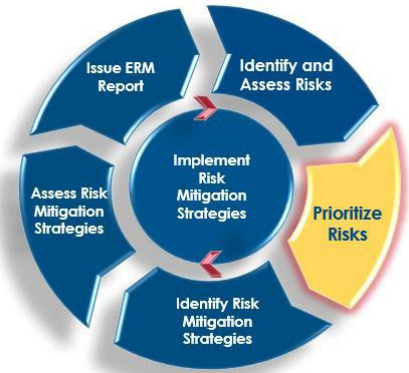 Issue ERM
Report
Identify and
Assess Risks
Prioritize
Risks
Identify Risk
Mitigation
Strategies
Assess Risk
Mitigation
Strategies
Implement
Risk
Mitigation
Strategies